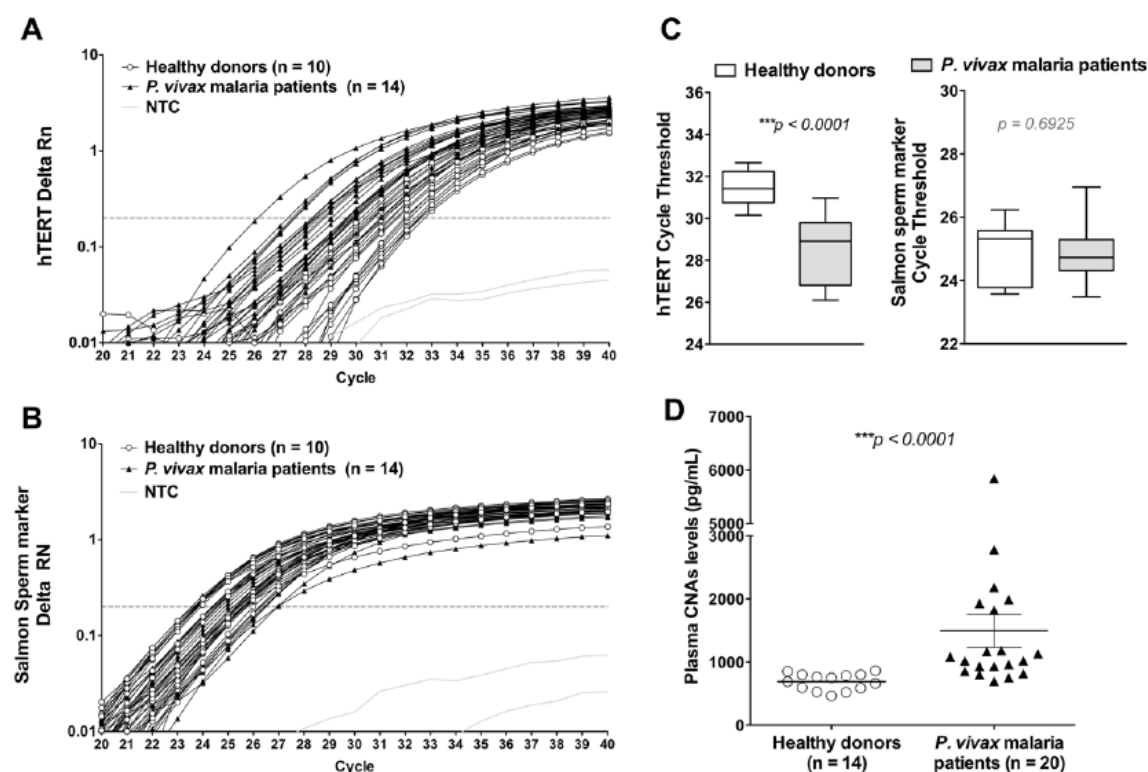 A
10
1
0.1
0.01
hTERT Delta Rn
Healthy donors (n = 10)
P. vivax malaria patients (n = 14)
NTC
20 21 22 23 24 25 26 27 28 29 30 31 32 33 34 35 36 37 38 39 40
Cycle
B
10
1
0.1
0.01
Salmon Sperm marker
Delta RN
Healthy donors (n = 10)
P. vivax malaria patients (n = 14)
NTC
20 21 22 23 24 25 26 27 28 29 30 31 32 33 34 35 36 37 38 39 40
Cycle
C
Healthy donors
P. vivax malaria patients
36
34
32
30
28
26
24
hTERT Cycle Threshold
***p < 0.0001
30
28
26
24
22
Salmon sperm marker
Cycle Threshold
p = 0.6925
D
7000
6000
5000
3000
2000
1000
0
Plasma CNAs levels (pg/mL)
***p < 0.0001
Healthy donors
(n = 14)
P. vivax malaria
patients (n = 20)